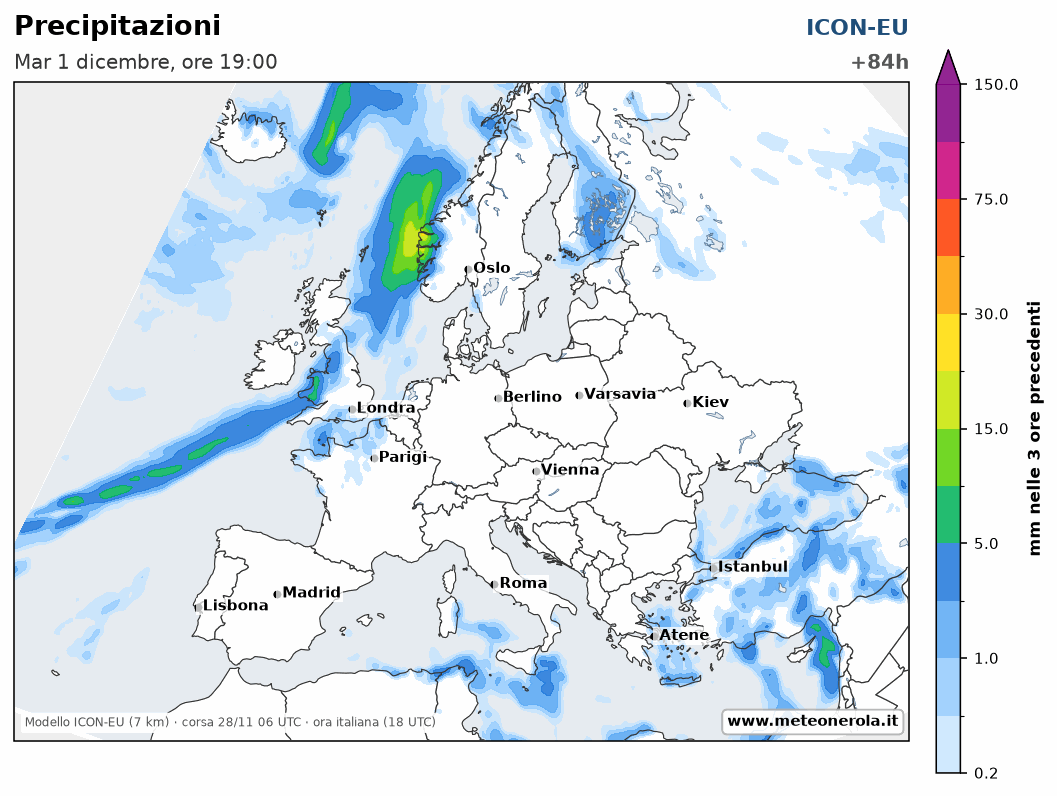 Precipitazioni
ICON-EU
Mar 1 dicembre, ore 19:00
+84h
150.0
75.0
30.0
15.0
5.0
1.0
0.2
mm nelle 3 ore precedenti
Oslo
Londra
Berlino
Varsavia
Kiev
Parigi
Vienna
Istanbul
Roma
Madrid
Lisbona
Atene
Modello ICON-EU (7 km) · corsa 28/11 06 UTC · ora italiana (18 UTC)
www.meteonerola.it